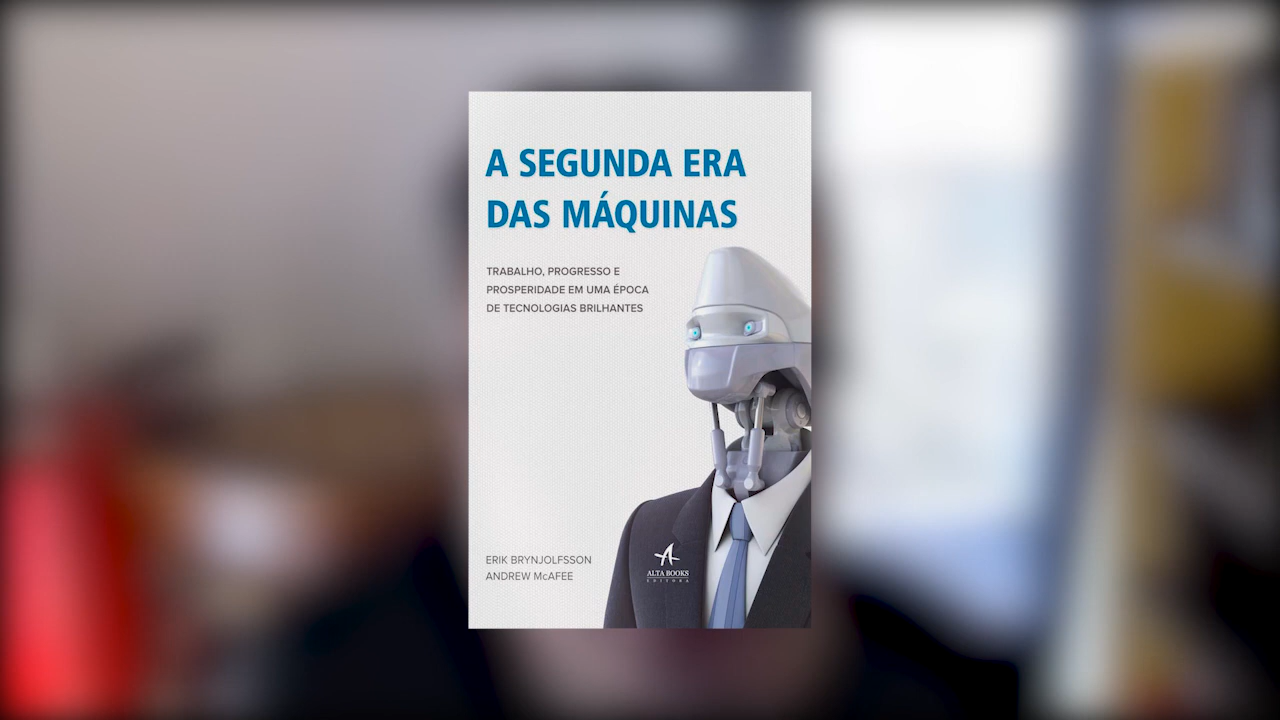 A SEGUNDA ERA
DAS MÁQUINAS
TRABALHO, PROGRESSO E
PROSPERIDADE EM UMA ÉPOCA
DE TECNOLOGIAS BRILHANTES
ERIK BRYNJOLFSSON
ANDREW McAFEE
ALTA BOOKS
EDITORA